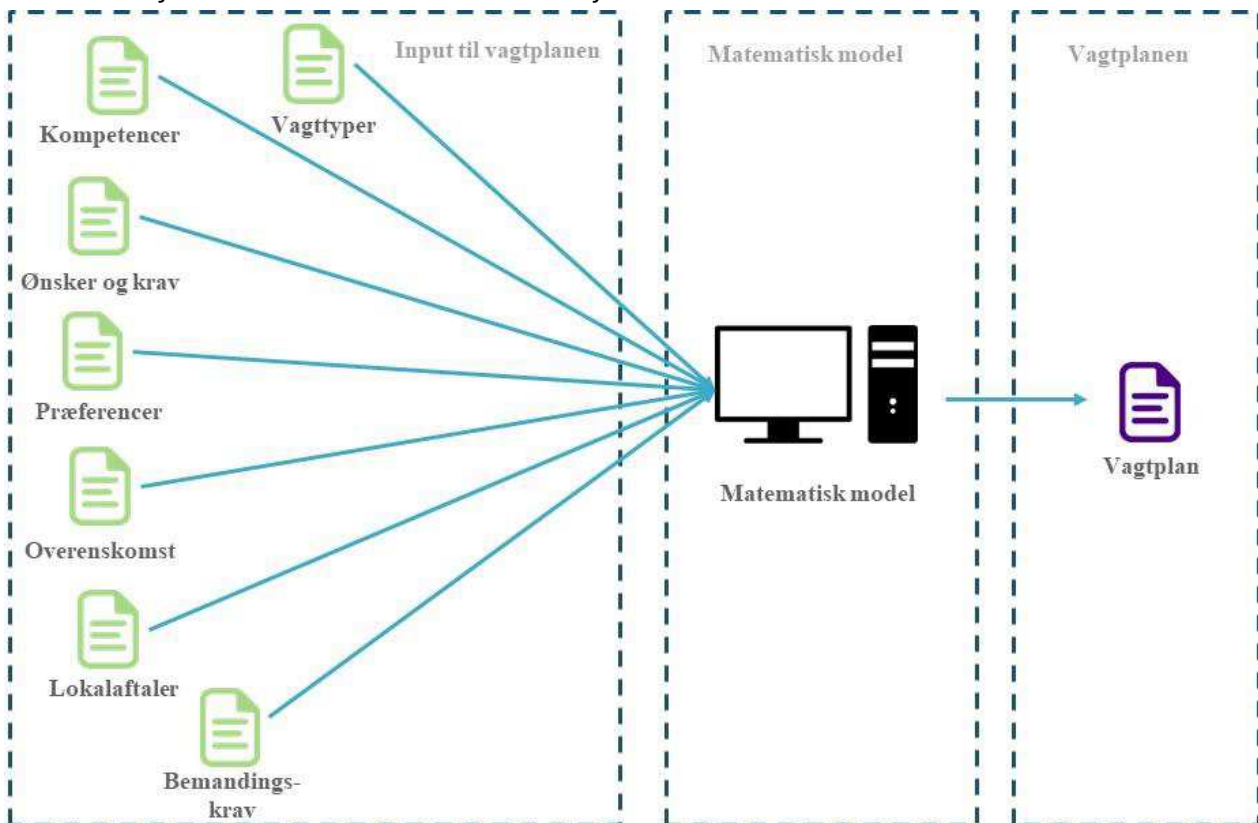 Input til vagtplanen
Matematisk model
Vagtplanen
Kompetencer
Vagttyper
Ønsker og krav
Præferencer
Overenskomst
Lokalaftaler
Bemandings-
krav
Matematisk model
Vagtplan